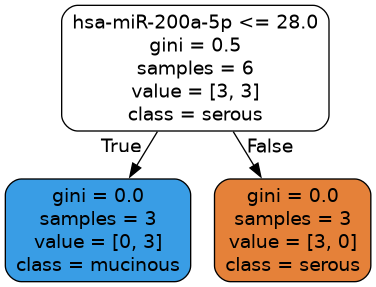 hsa-miR-200a-5p <= 28.0
gini = 0.5
samples = 6
value = [3, 3]
class = serous
True
False
gini = 0.0
samples = 3
value = [0, 3]
class = mucinous
gini = 0.0
samples = 3
value = [3, 0]
class = serous